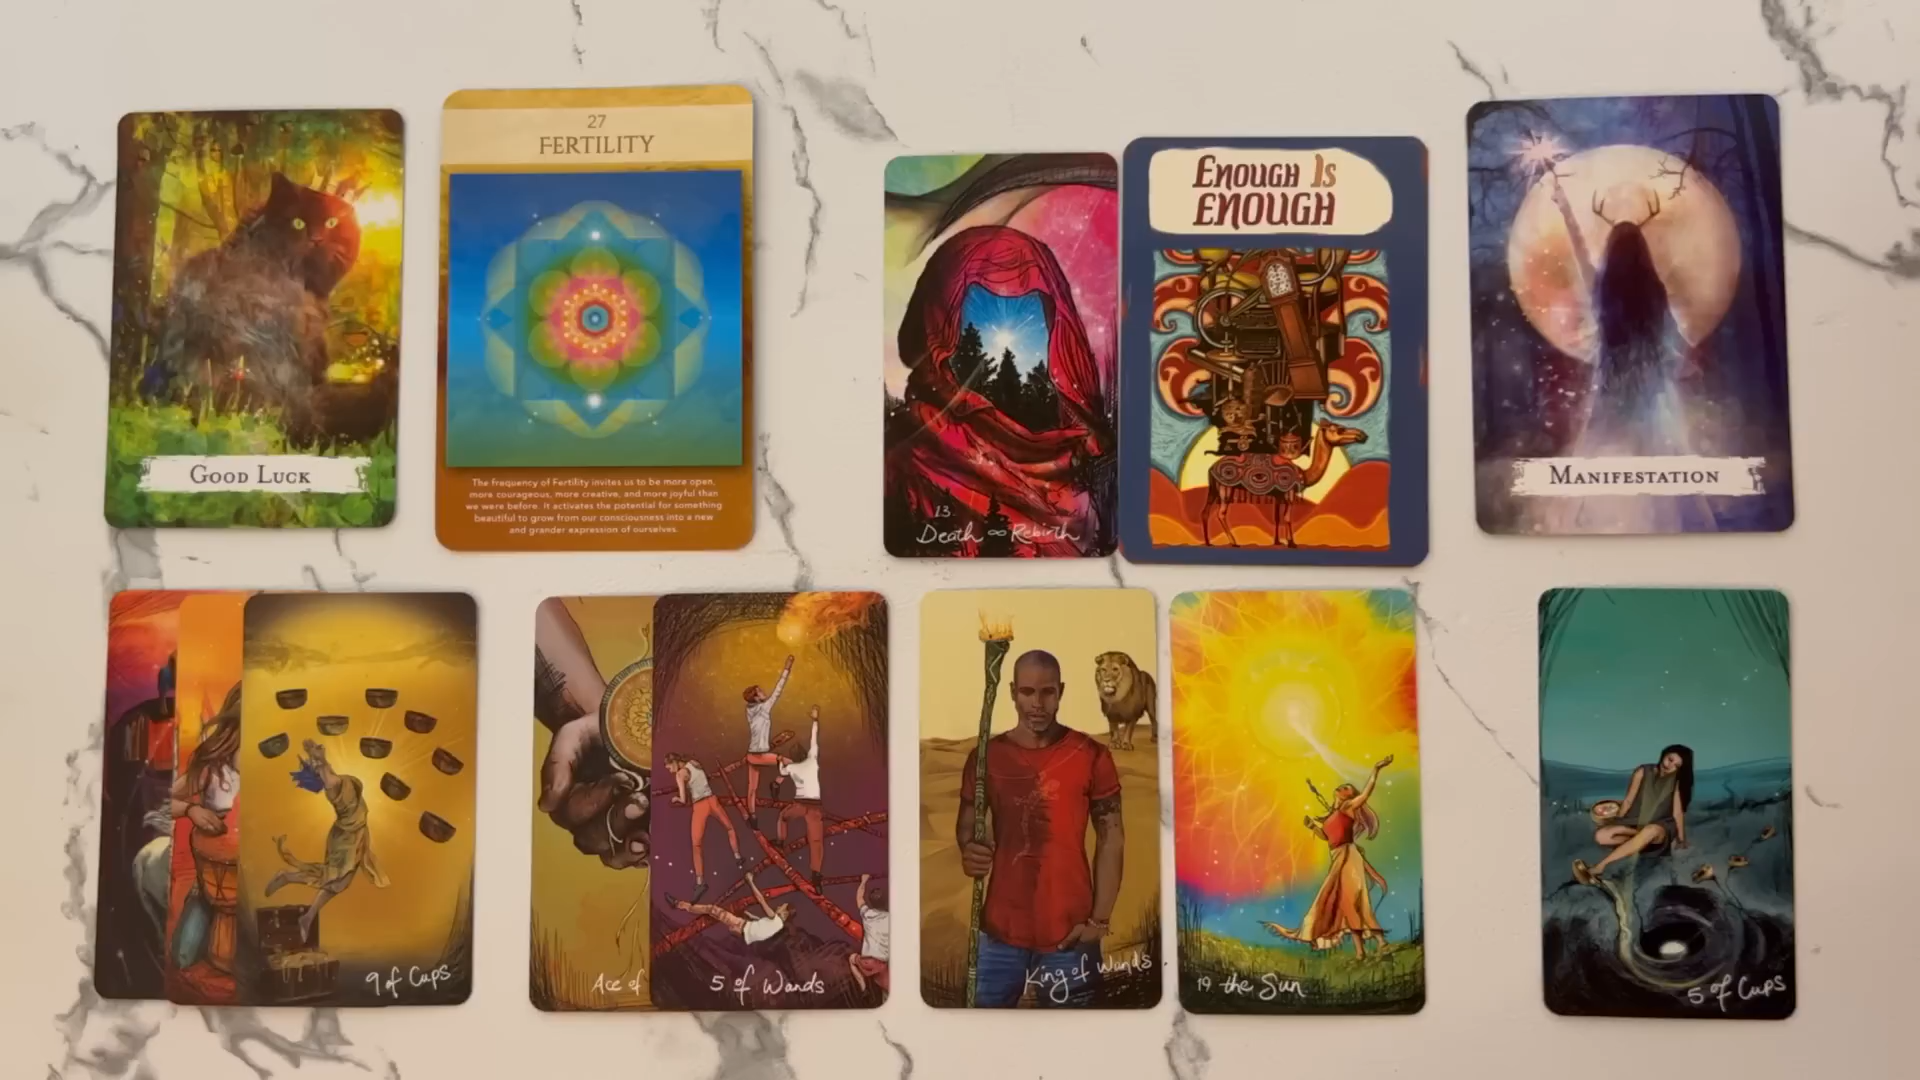 Good Luck
27
FERTILITY
The frequency of Fertility invites us to be more open,
more courageous, more creative, and more joyful than
we were before. It activates the potential for something
beautiful to grow from our consciousness into a new
and grander expression of ourselves.
13
Death ∞ Rebirth
Enough Is
ENOUGH
Manifestation
9 of Cups
Ace of
5 of Wands
King of Wands
19 the Sun
5 of Cups